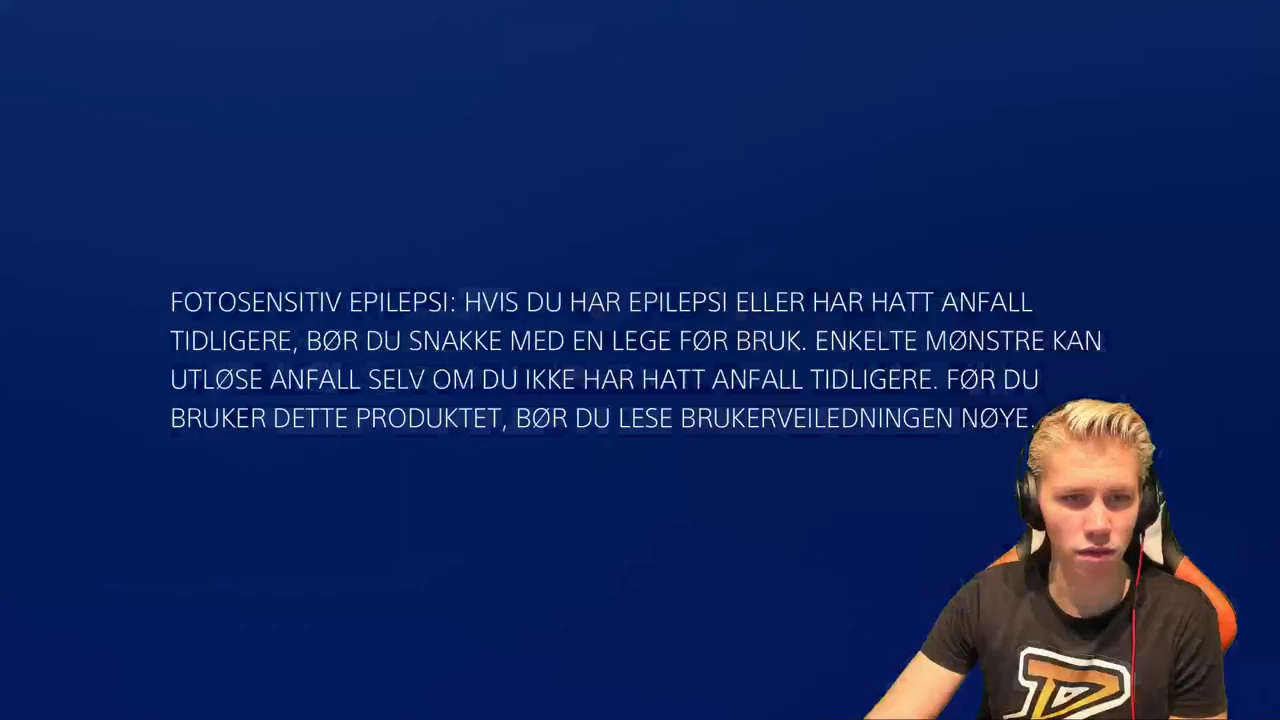 FOTOSENSITIV EPILEPSI: HVIS DU HAR EPILEPSI ELLER HAR HATT ANFALL
TIDLIGERE, BØR DU SNAKKE MED EN LEGE FØR BRUK. ENKELTE MØNSTRE KAN
UTLØSE ANFALL SELV OM DU IKKE HAR HATT ANFALL TIDLIGERE. FØR DU
BRUKER DETTE PRODUKTET, BØR DU LESE BRUKERVEILEDNINGEN NØYE.